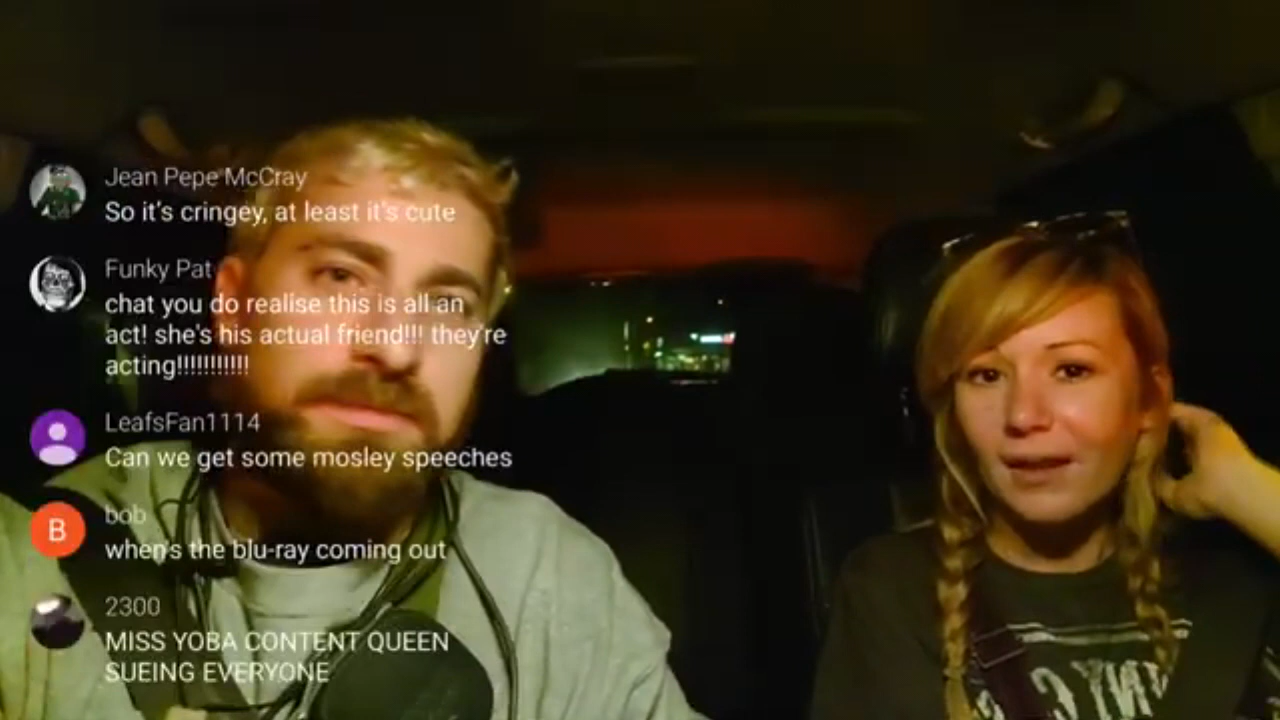 Jean Pepe McCray
So it's cringey, at least it's cute
Funky Pat
chat you do realise this is all an
act! she's his actual friend!!! they're
acting!!!!!!!!!!!
LeafsFan1114
Can we get some mosley speeches
B
bob
when's the blu-ray coming out
2300
MISS YOBA CONTENT QUEEN
SUEING EVERYONE